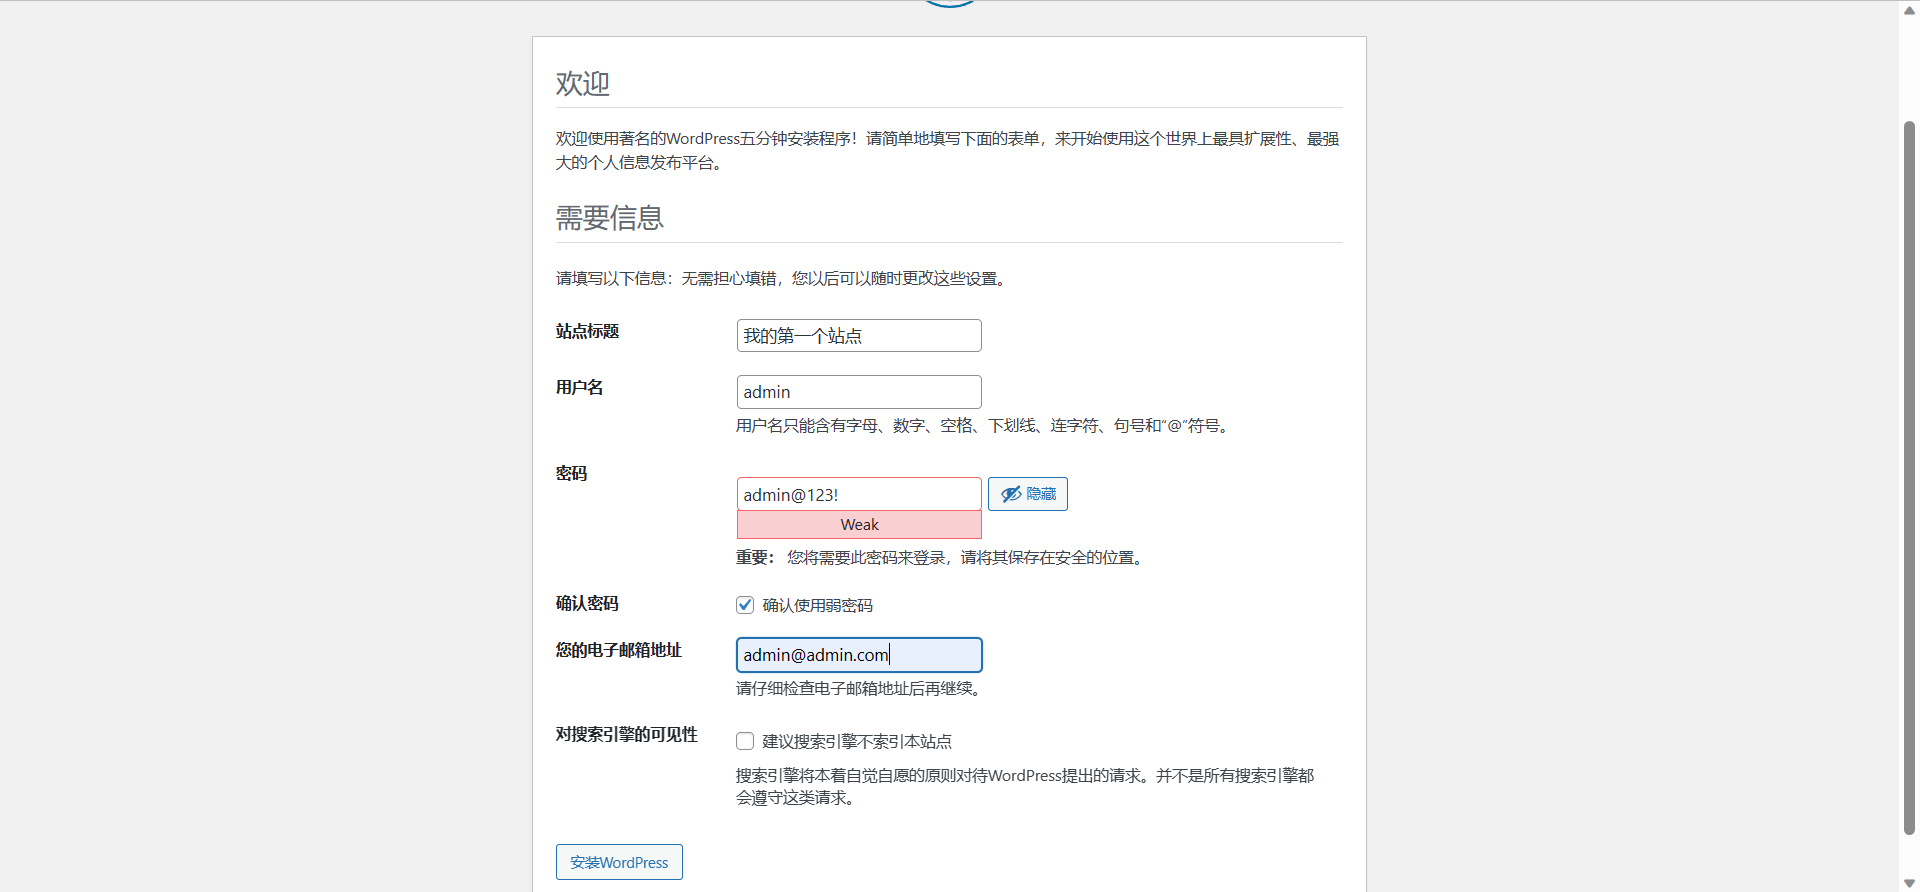 欢迎
欢迎使用著名的WordPress五分钟安装程序！请简单地填写下面的表单，来开始使用这个世界上最具扩展性、最强
大的个人信息发布平台。
需要信息
请填写以下信息：无需担心填错，您以后可以随时更改这些设置。
站点标题
我的第一个站点
用户名
admin
用户名只能含有字母、数字、空格、下划线、连字符、句号和“@”符号。
密码
admin@123!
隐藏
Weak
重要： 您将需要此密码来登录，请将其保存在安全的位置。
确认密码
确认使用弱密码
您的电子邮箱地址
admin@admin.com
请仔细检查电子邮箱地址后再继续。
对搜索引擎的可见性
建议搜索引擎不索引本站点
搜索引擎将本着自觉自愿的原则对待WordPress提出的请求。并不是所有搜索引擎都
会遵守这类请求。
安装WordPress